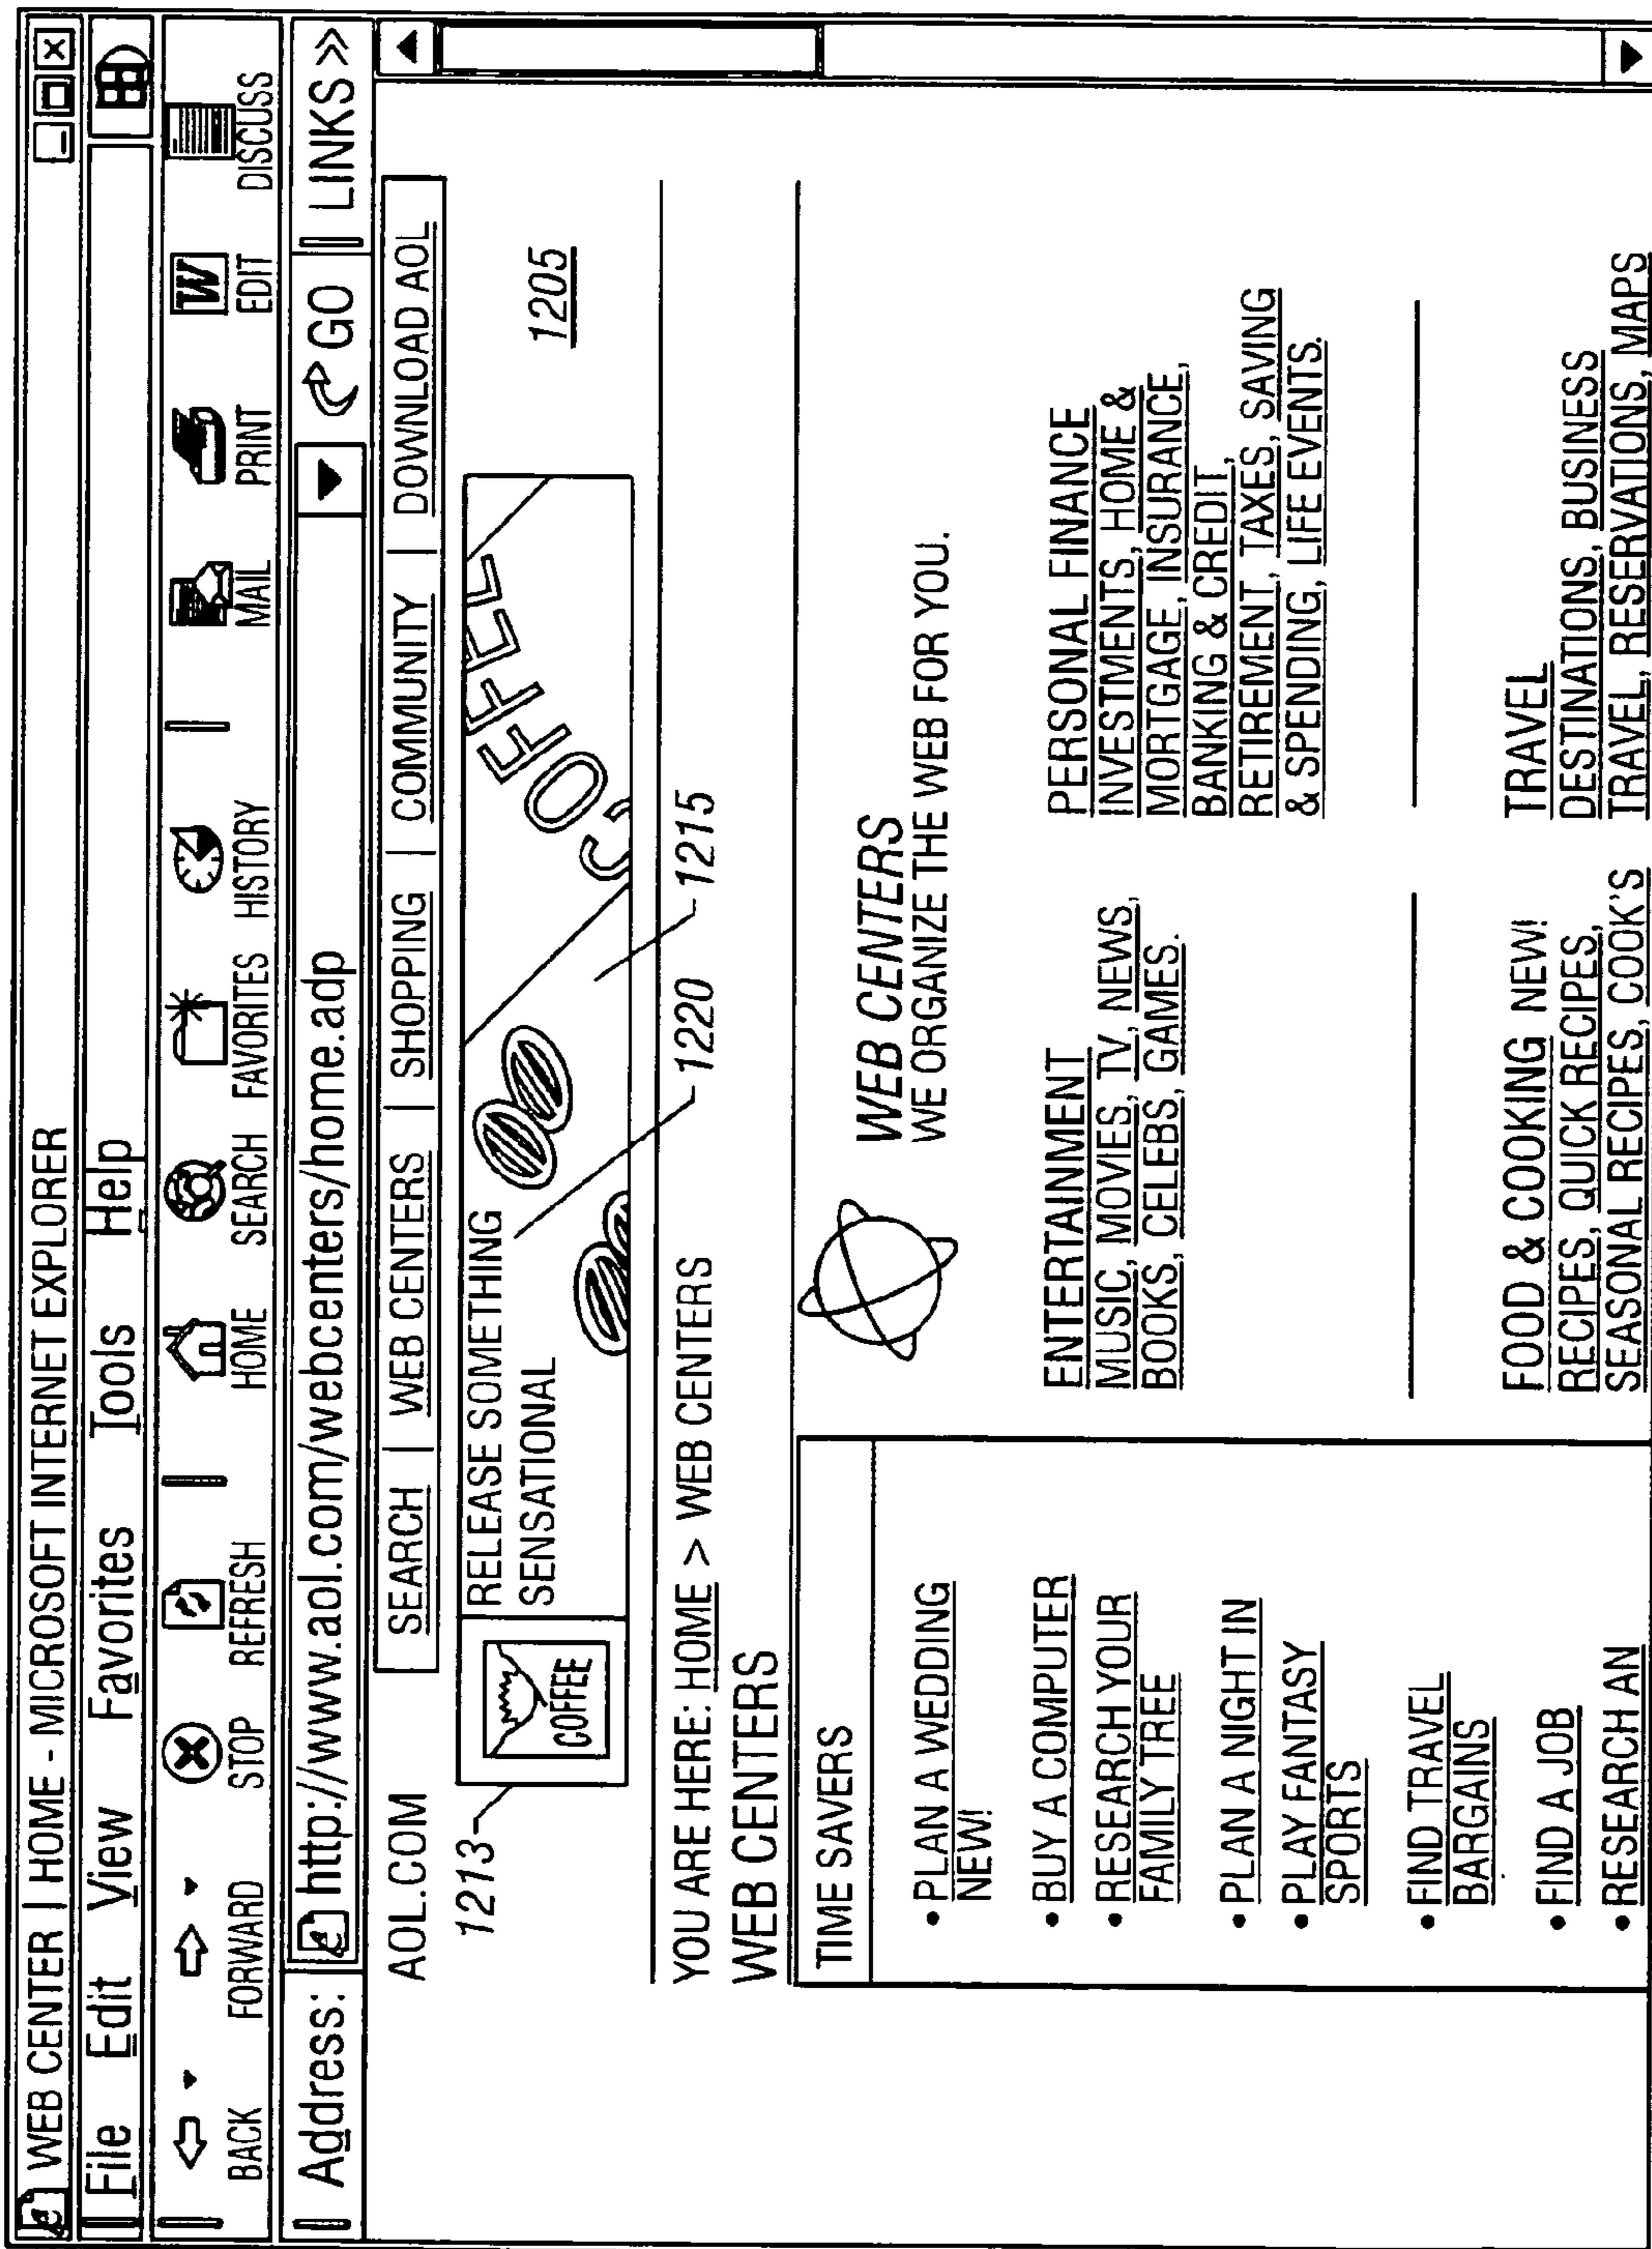 WEB CENTER | HOME - MICROSOFT INTERNET EXPLORER
File Edit View Favorites Tools Help
BACK FORWARD STOP REFRESH HOME SEARCH FAVORITES HISTORY MAIL PRINT EDIT DISCUSS
Address: http://www.aol.com/webcenters/home.adp GO LINKS >>
AOL.COM SEARCH | WEB CENTERS | SHOPPING | COMMUNITY | DOWNLOAD AOL
1213
COFFEE
RELEASE SOMETHING
SENSATIONAL
COFFEE
1205
1220
1215
YOU ARE HERE: HOME > WEB CENTERS
WEB CENTERS
TIME SAVERS
• PLAN A WEDDING
NEW!
• BUY A COMPUTER
• RESEARCH YOUR
FAMILY TREE
• PLAN A NIGHT IN
• PLAY FANTASY
SPORTS
• FIND TRAVEL
BARGAINS
• FIND A JOB
• RESEARCH AN
WEB CENTERS
WE ORGANIZE THE WEB FOR YOU.
ENTERTAINMENT
MUSIC, MOVIES, TV, NEWS,
BOOKS, CELEBS, GAMES.
PERSONAL FINANCE
INVESTMENTS, HOME &
MORTGAGE, INSURANCE,
BANKING & CREDIT,
RETIREMENT, TAXES, SAVING
& SPENDING, LIFE EVENTS.
FOOD & COOKING NEW!
RECIPES, QUICK RECIPES,
SEASONAL RECIPES, COOK'S
TRAVEL
DESTINATIONS, BUSINESS
TRAVEL, RESERVATIONS, MAPS